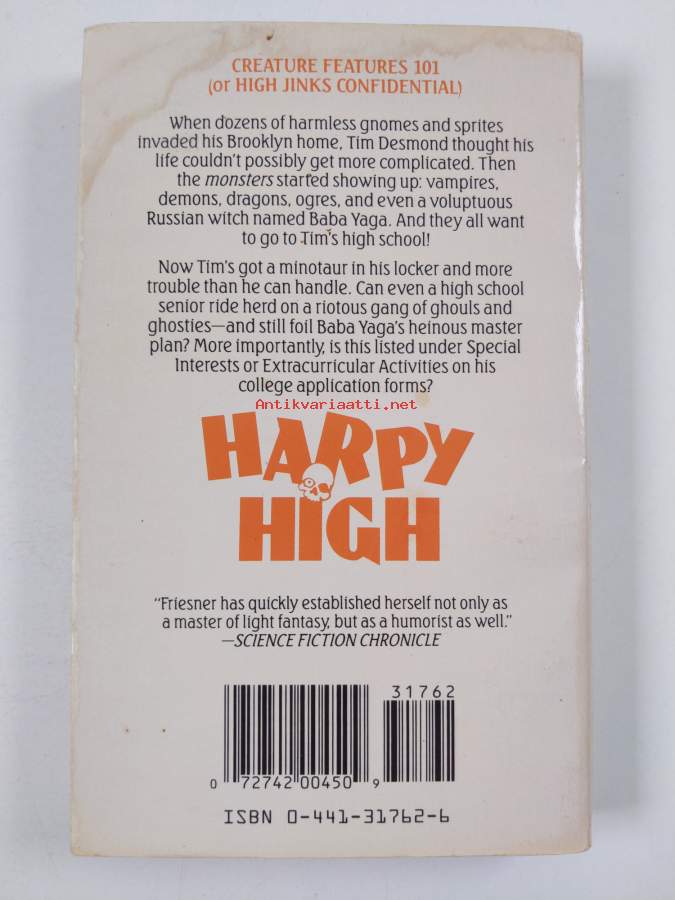 CREATURE FEATURES 101
(or HIGH JINKS CONFIDENTIAL)
When dozens of harmless gnomes and sprites
invaded his Brooklyn home, Tim Desmond thought his
life couldn't possibly get more complicated. Then
the monsters started showing up: vampires,
demons, dragons, ogres, and even a voluptuous
Russian witch named Baba Yaga. And they all want
to go to Tim's high school!
Now Tim's got a minotaur in his locker and more
trouble than he can handle. Can even a high school
senior ride herd on a riotous gang of ghouls and
ghosties—and still foil Baba Yaga's heinous master
plan? More importantly, is this listed under Special
Interests or Extracurricular Activities on his
college application forms?
Antikvariaatti.net
HARPY
HIGH
"Friesner has quickly established herself not only as
a master of light fantasy, but as a humorist as well."
—SCIENCE FICTION CHRONICLE
31762
0 72742 00450 9
ISBN 0-441-31762-6